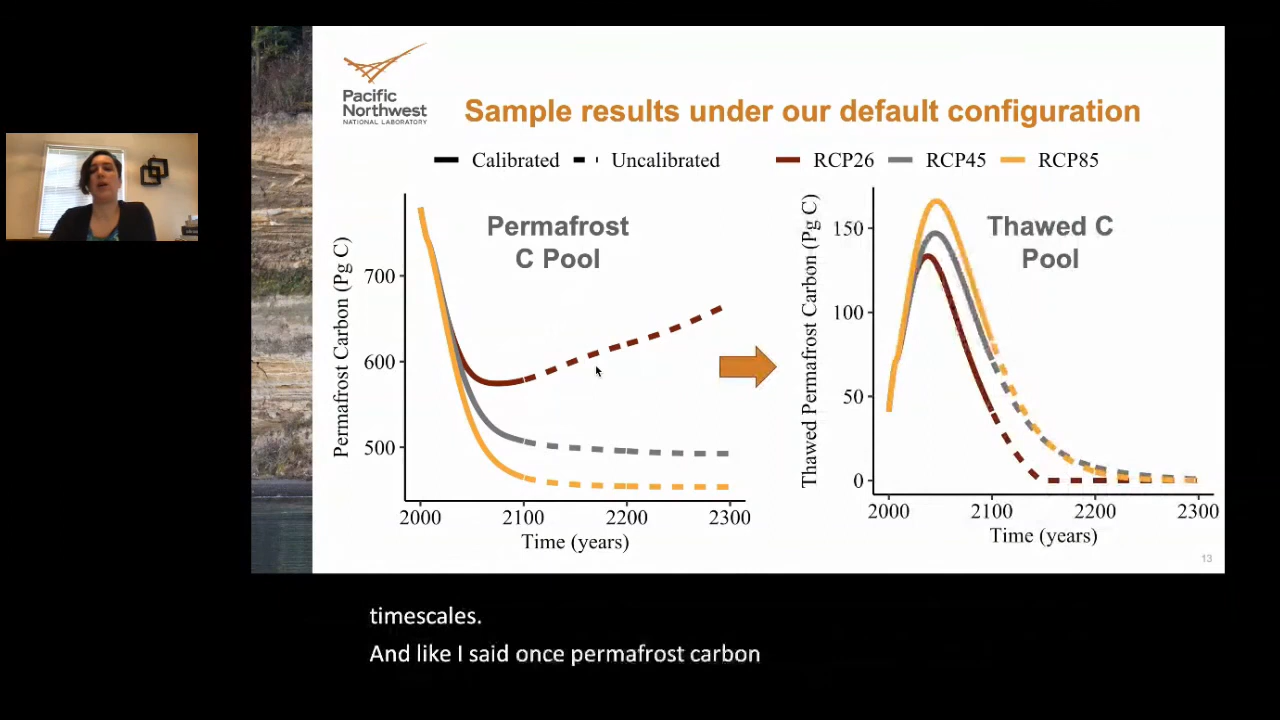 Pacific
Northwest
NATIONAL LABORATORY
Sample results under our default configuration
Calibrated Uncalibrated RCP26 RCP45 RCP85
Permafrost
C Pool
Permafrost Carbon (Pg C)
700
600
500
2000 2100 2200 2300
Time (years)
Thawed C
Pool
Thawed Permafrost Carbon (Pg C)
150
100
50
0
2000 2100 2200 2300
Time (years)
13
timescales.
And like I said once permafrost carbon